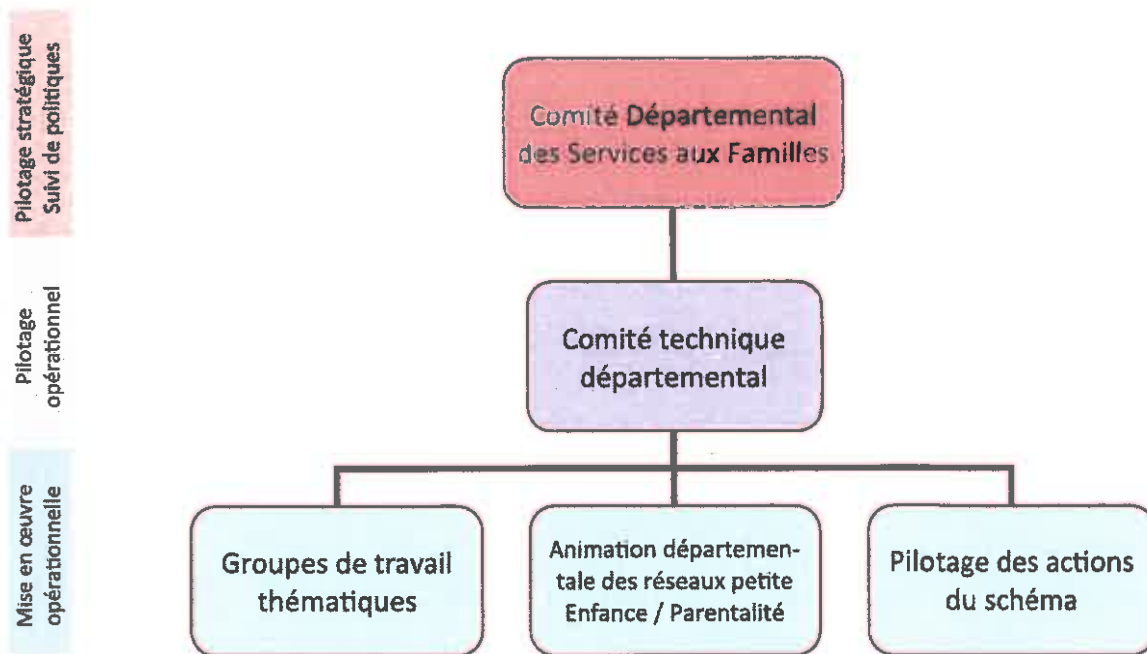 Pilotage stratégique
Suivi de politiques
Comité Départemental
des Services aux Familles
Pilotage
opérationnel
Comité technique
départemental
Mise en œuvre
opérationnelle
Groupes de travail
thématiques
Animation départemen-
tale des réseaux petite
Enfance / Parentalité
Pilotage des actions
du schéma